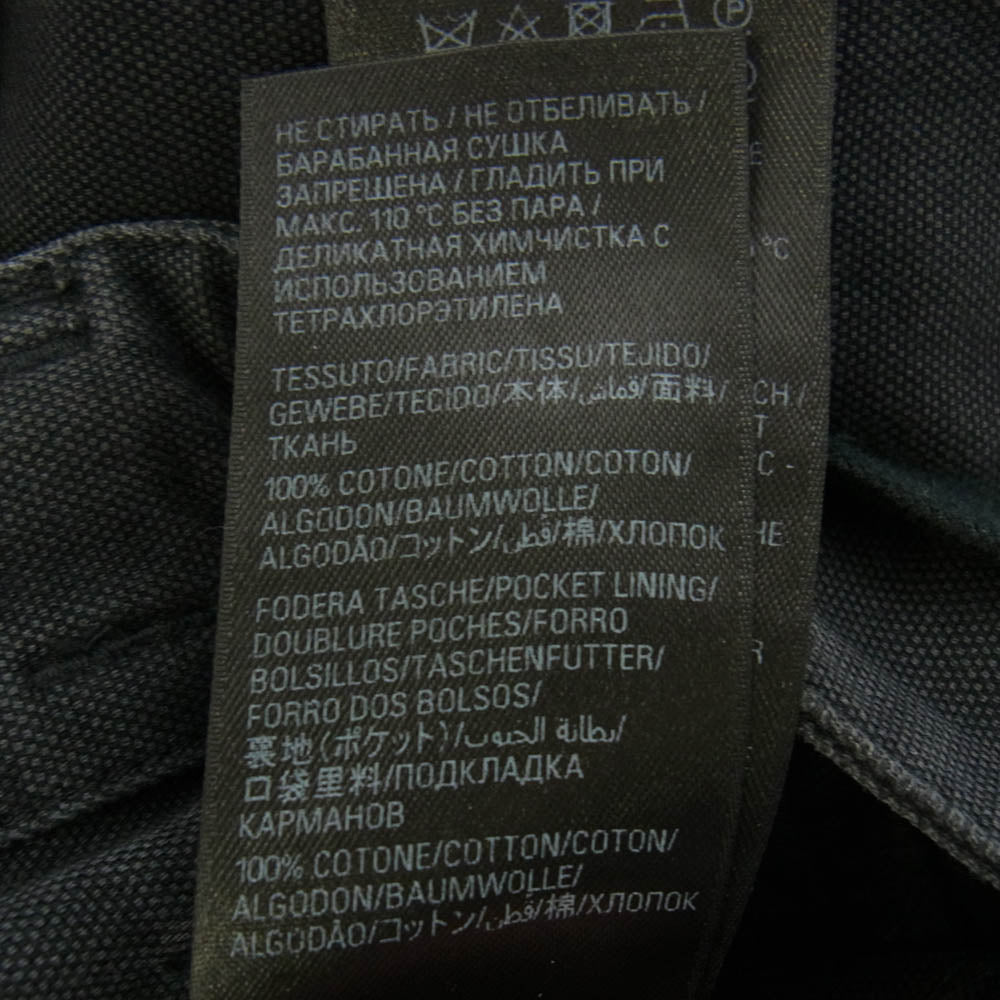 НЕ СТИРАТЬ / НЕ ОТБЕЛИВАТЬ /
БАРАБАННАЯ СУШКА
ЗАПРЕЩЕНА / ГЛАДИТЬ ПРИ
МАКС. 110 °C БЕЗ ПАРА /
ДЕЛИКАТНАЯ ХИМЧИСТКА С
ИСПОЛЬЗОВАНИЕМ
ТЕТРАХЛОРЭТИЛЕНА
TESSUTO/FABRIC/TISSU/TEJIDO/
GEWEBE/TECIDO/本体/قماش/面料/
ТКАНЬ
100% COTONE/COTTON/COTON/
ALGODON/BAUMWOLLE/
ALGODÃO/コットン/قطن/棉/ХЛОПОК
FODERA TASCHE/POCKET LINING/
DOUBLURE POCHES/FORRO
BOLSILLOS/TASCHENFUTTER/
FORRO DOS BOLSOS/
裏地(ポケット)/بطانة الجيوب/
口袋里料/ПОДКЛАДКА
КАРМАНОВ
100% COTONE/COTTON/COTON/
ALGODON/BAUMWOLLE/
ALGODÃO/コットン/قطن/棉/ХЛОПОК